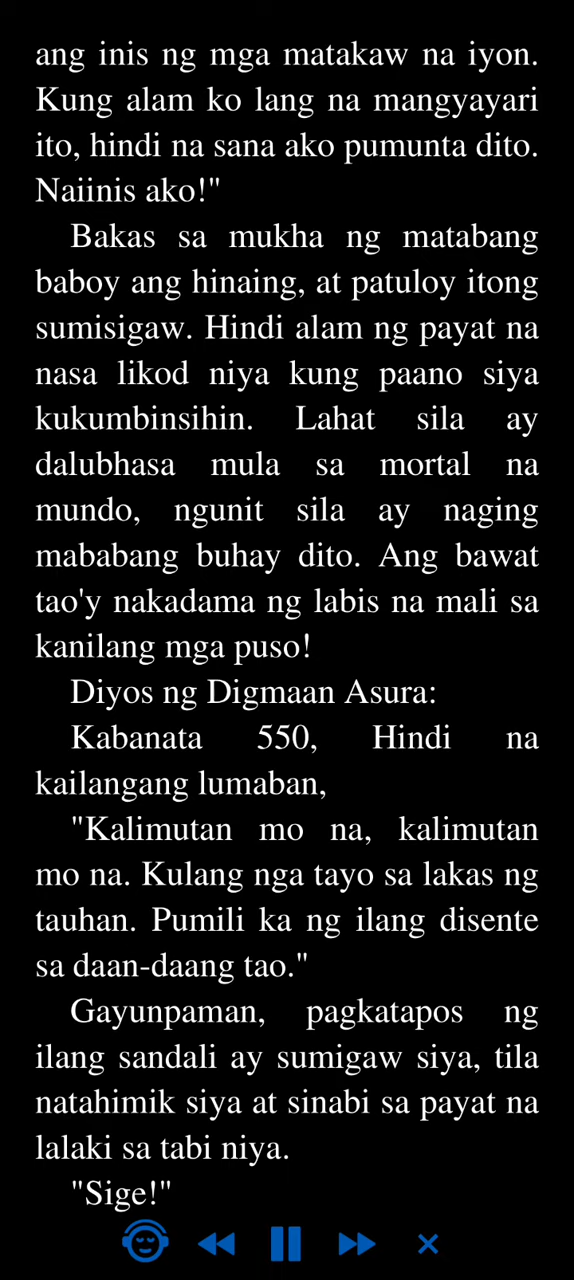 ang inis ng mga matakaw na iyon.
Kung alam ko lang na mangyayari
ito, hindi na sana ako pumunta dito.
Naiinis ako!"
Bakas sa mukha ng matabang
baboy ang hinaing, at patuloy itong
sumisigaw. Hindi alam ng payat na
nasa likod niya kung paano siya
kukumbinsihin. Lahat sila ay
dalubhasa mula sa mortal na
mundo, ngunit sila ay naging
mababang buhay dito. Ang bawat
tao'y nakadama ng labis na mali sa
kanilang mga puso!
Diyos ng Digmaan Asura:
Kabanata 550, Hindi na
kailangang lumaban,
"Kalimutan mo na, kalimutan
mo na. Kulang nga tayo sa lakas ng
tauhan. Pumili ka ng ilang disente
sa daan-daang tao."
Gayunpaman, pagkatapos ng
ilang sandali ay sumigaw siya, tila
natahimik siya at sinabi sa payat na
lalaki sa tabi niya.
"Sige!"